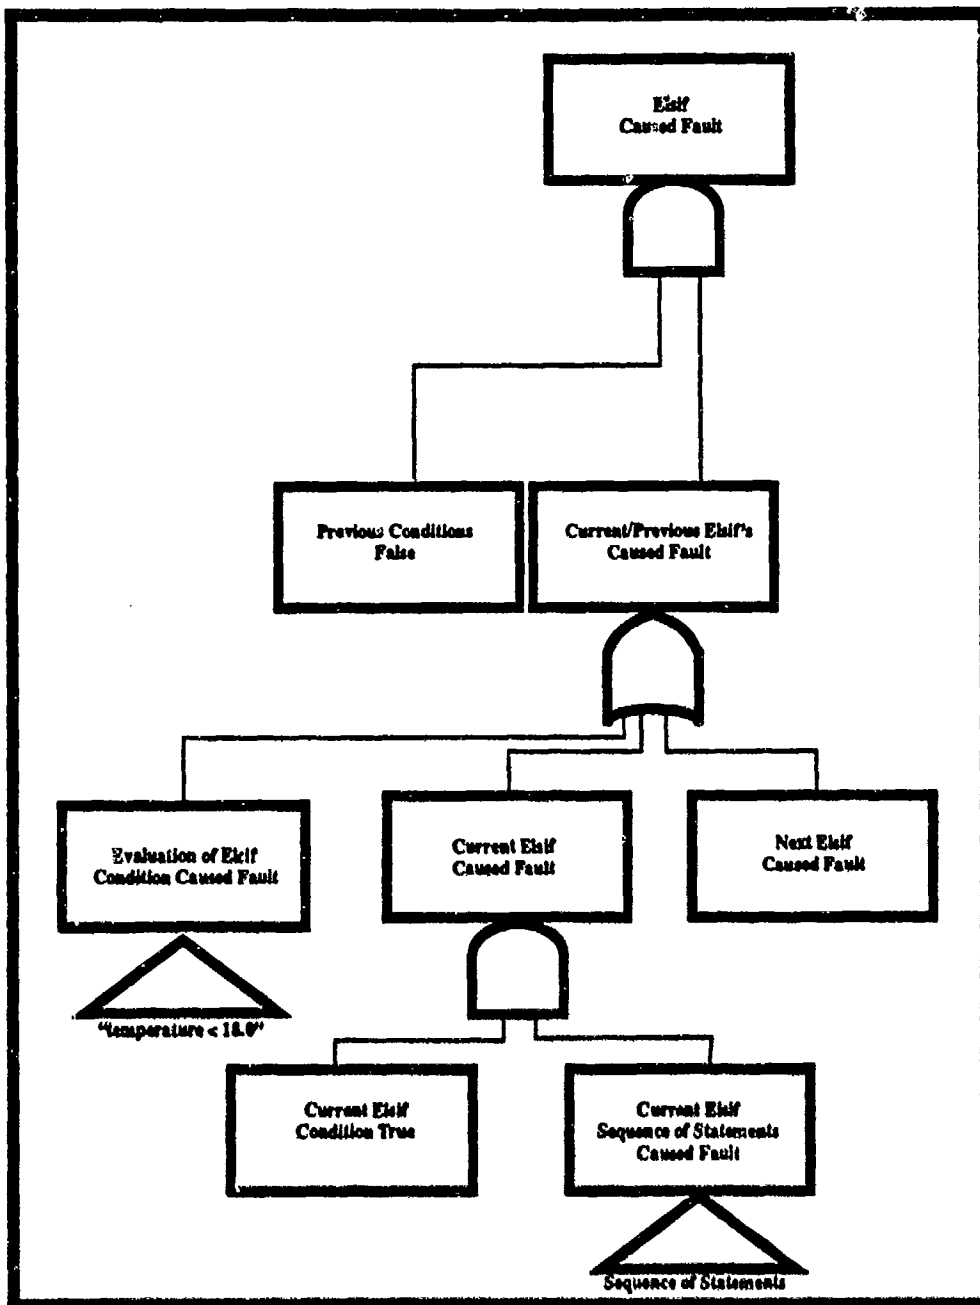 Elsif
Caused Fault
Previous Conditions
False
Current/Previous Elsif's
Caused Fault
Evaluation of Elsif
Condition Caused Fault
Current Elsif
Caused Fault
Next Elsif
Caused Fault
"temperature < 18.0"
Current Elsif
Condition True
Current Elsif
Sequence of Statements
Caused Fault
Sequence of Statements